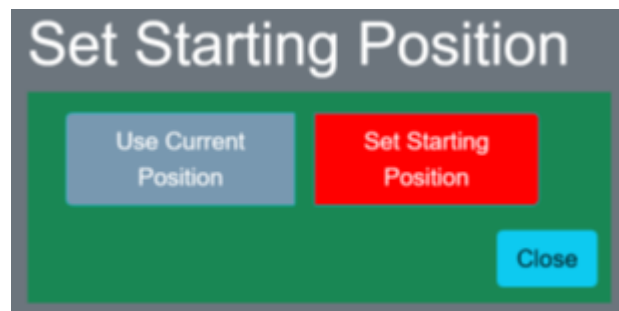 Set Starting Position
Use Current
Position
Set Starting
Position
Close